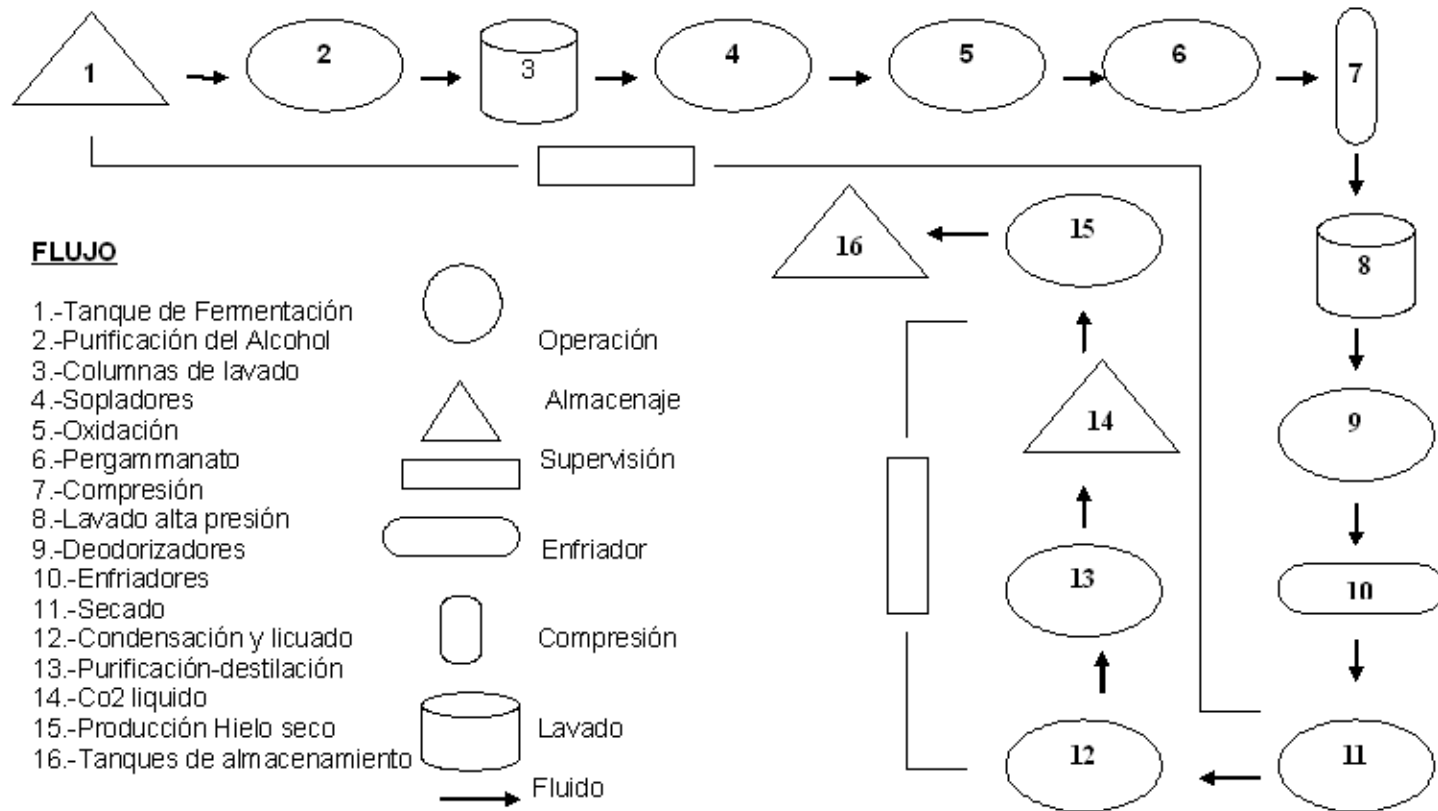 1
2
3
4
5
6
7
8
9
10
11
12
13
14
15
16
FLUJO
1.-Tanque de Fermentación
2.-Purificación del Alcohol
3.-Columnas de lavado
4.-Sopladores
5.-Oxidación
6.-Pergammanato
7.-Compresión
8.-Lavado alta presión
9.-Deodorizadores
10.-Enfriadores
11.-Secado
12.-Condensación y licuado
13.-Purificación-destilación
14.-Co2 liquido
15.-Producción Hielo seco
16.-Tanques de almacenamiento
Operación
Almacenaje
Supervisión
Enfriador
Compresión
Lavado
Fluido